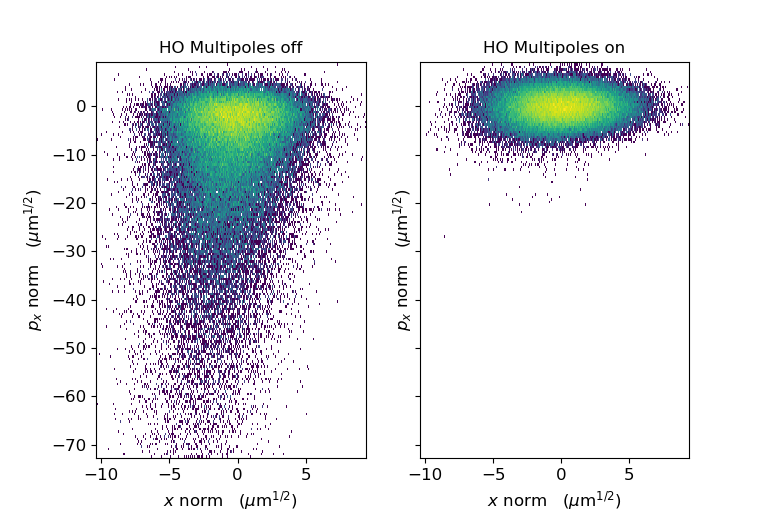 HO Multipoles off
HO Multipoles on
0
−10
−20
−30
−40
−50
−60
−70
pₓ norm (μm^{1/2})
pₓ norm (μm^{1/2})
−10 −5 0 5
−10 −5 0 5
x norm (μm^{1/2})
x norm (μm^{1/2})